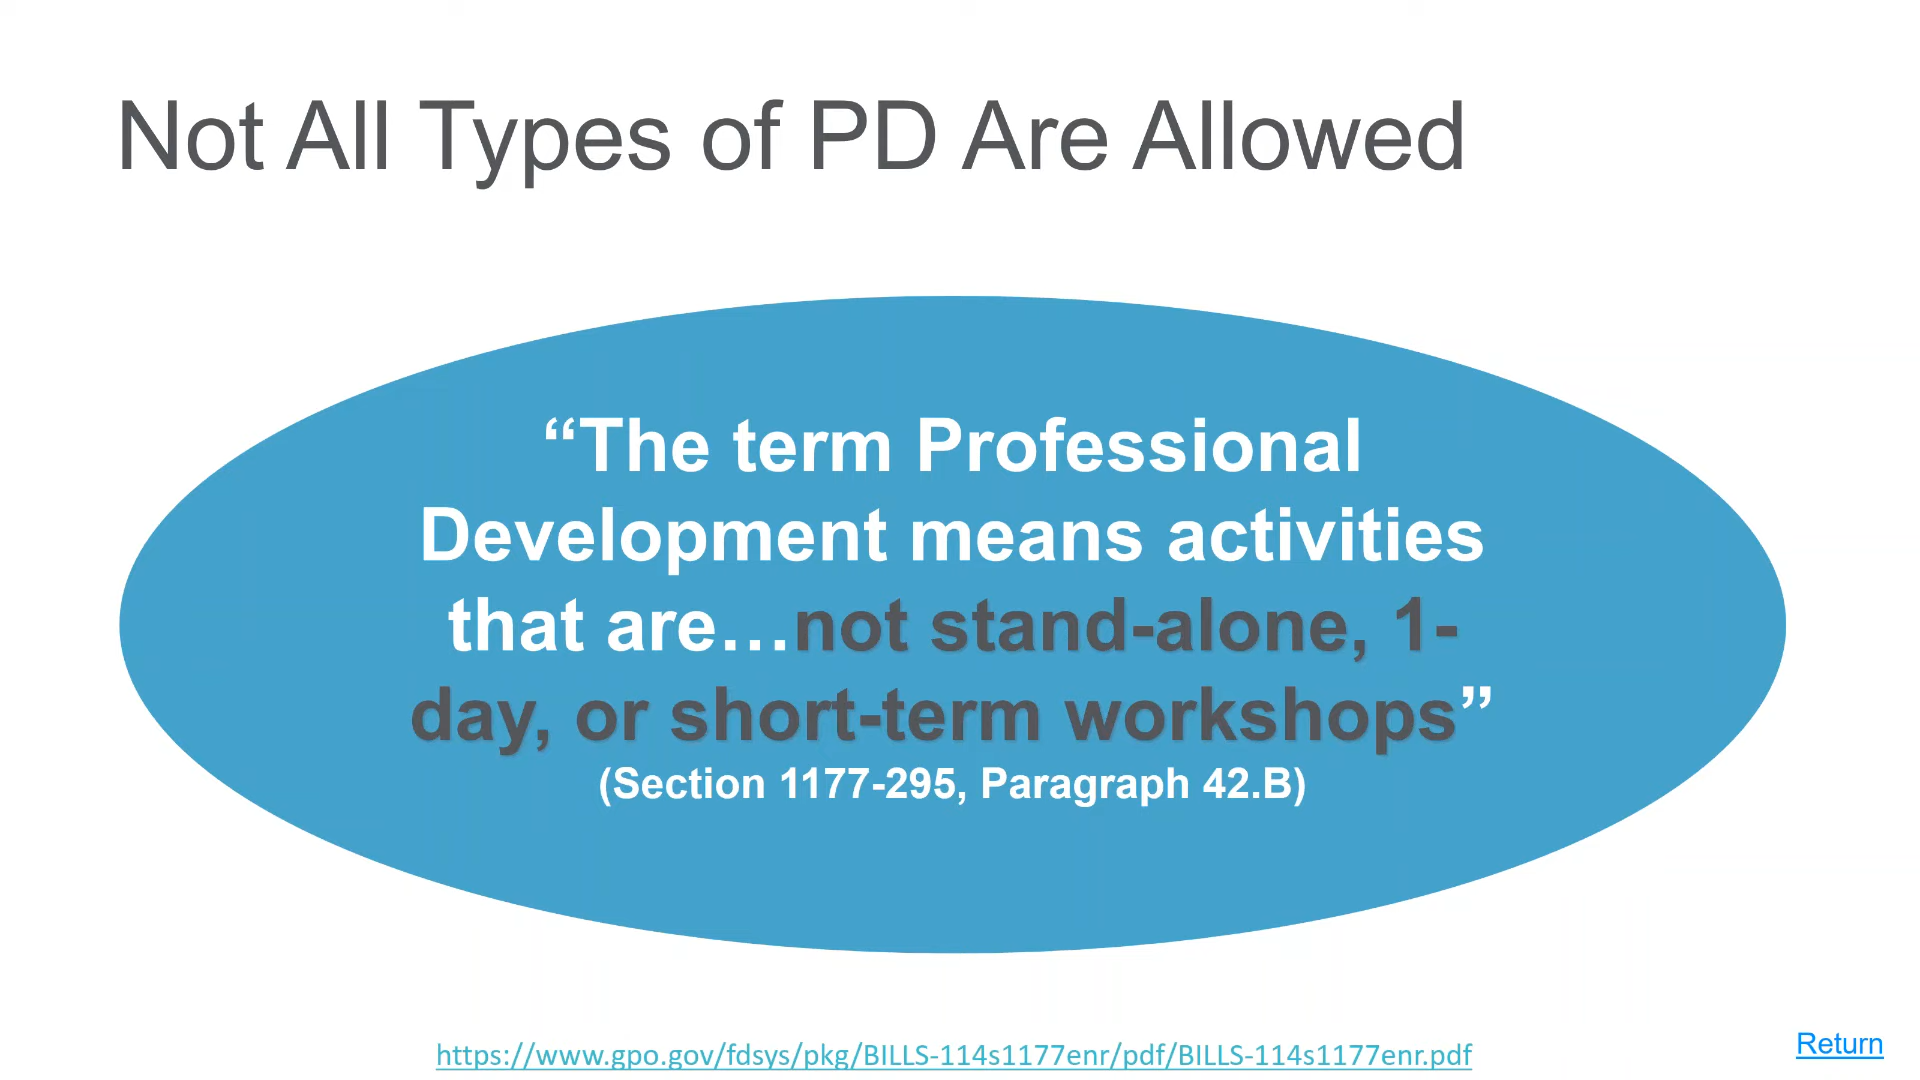 Not All Types of PD Are Allowed
“The term Professional
Development means activities
that are…not stand-alone, 1-
day, or short-term workshops”
(Section 1177-295, Paragraph 42.B)
https://www.gpo.gov/fdsys/pkg/BILLS-114s1177enr/pdf/BILLS-114s1177enr.pdf
Return